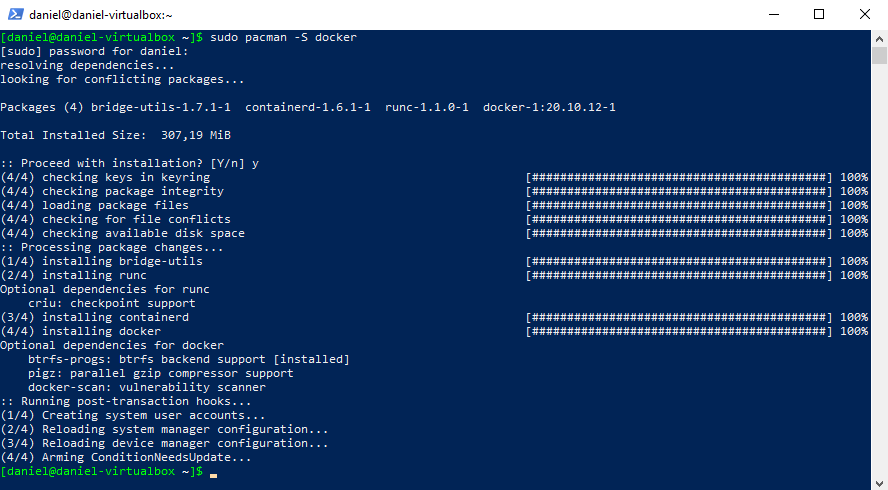 daniel@daniel-virtualbox:~
[daniel@daniel-virtualbox ~]$ sudo pacman -S docker
[sudo] password for daniel:
resolving dependencies...
looking for conflicting packages...
Packages (4) bridge-utils-1.7.1-1  containerd-1.6.1-1  runc-1.1.0-1  docker-1:20.10.12-1
Total Installed Size:  307,19 MiB
:: Proceed with installation? [Y/n] y
(4/4) checking keys in keyring [##########################################] 100%
(4/4) checking package integrity [##########################################] 100%
(4/4) loading package files [##########################################] 100%
(4/4) checking for file conflicts [##########################################] 100%
(4/4) checking available disk space [##########################################] 100%
:: Processing package changes...
(1/4) installing bridge-utils [##########################################] 100%
(2/4) installing runc [##########################################] 100%
Optional dependencies for runc
    criu: checkpoint support
(3/4) installing containerd [##########################################] 100%
(4/4) installing docker [##########################################] 100%
Optional dependencies for docker
    btrfs-progs: btrfs backend support [installed]
    pigz: parallel gzip compressor support
    docker-scan: vulnerability scanner
:: Running post-transaction hooks...
(1/4) Creating system user accounts...
(2/4) Reloading system manager configuration...
(3/4) Reloading device manager configuration...
(4/4) Arming ConditionNeedsUpdate...
[daniel@daniel-virtualbox ~]$